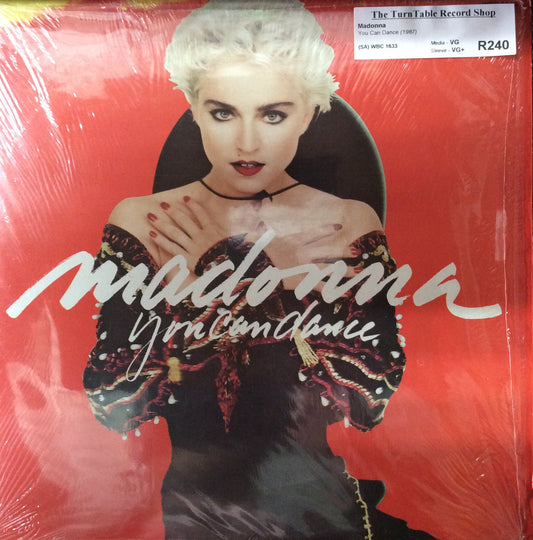 The TurnTable Record Shop
Madonna
You Can Dance (1987)
(SA) WBC 1633 Media - VG
Sleeve - VG+ R240
madonna
you can dance.